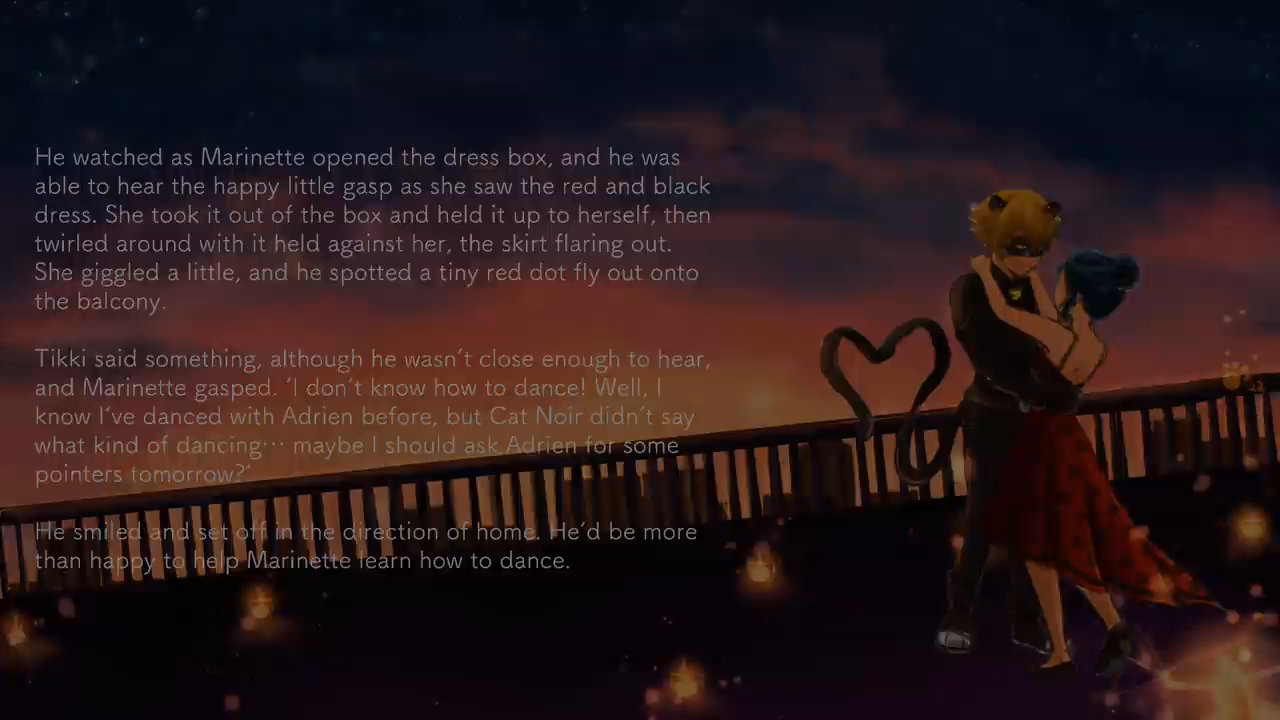 He watched as Marinette opened the dress box, and he was
able to hear the happy little gasp as she saw the red and black
dress. She took it out of the box and held it up to herself, then
twirled around with it held against her, the skirt flaring out.
She giggled a little, and he spotted a tiny red dot fly out onto
the balcony.
Tikki said something, although he wasn't close enough to hear,
and Marinette gasped. 'I don't know how to dance! Well, I
know I've danced with Adrien before, but Cat Noir didn't say
what kind of dancing… maybe I should ask Adrien for some
pointers tomorrow?'
He smiled and set off in the direction of home. He'd be more
than happy to help Marinette learn how to dance.